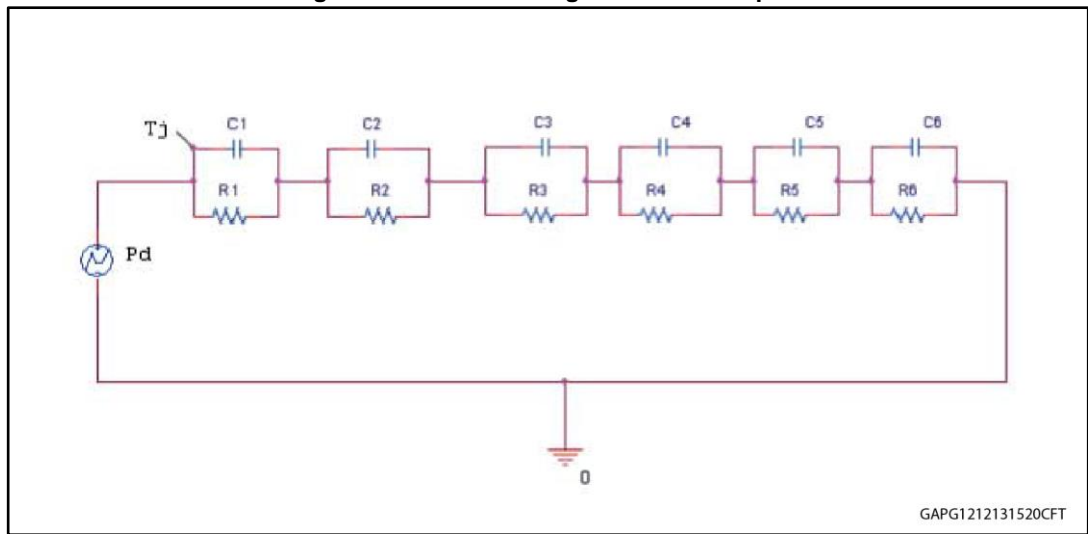 C1 C2 C3 C4 C5 C6
Tj
R1 R2 R3 R4 R5 R6
Pd
0
GAPG1212131520CFT